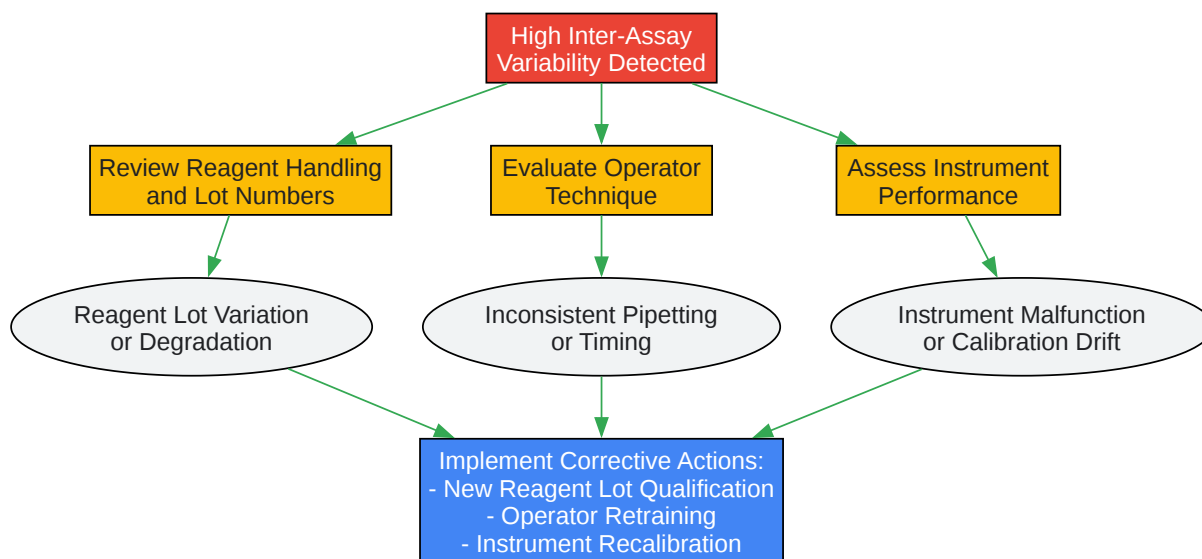 High Inter-Assay
Variability Detected
Review Reagent Handling
and Lot Numbers
Evaluate Operator
Technique
Assess Instrument
Performance
Reagent Lot Variation
or Degradation
Inconsistent Pipetting
or Timing
Instrument Malfunction
or Calibration Drift
Implement Corrective Actions:
- New Reagent Lot Qualification
- Operator Retraining
- Instrument Recalibration